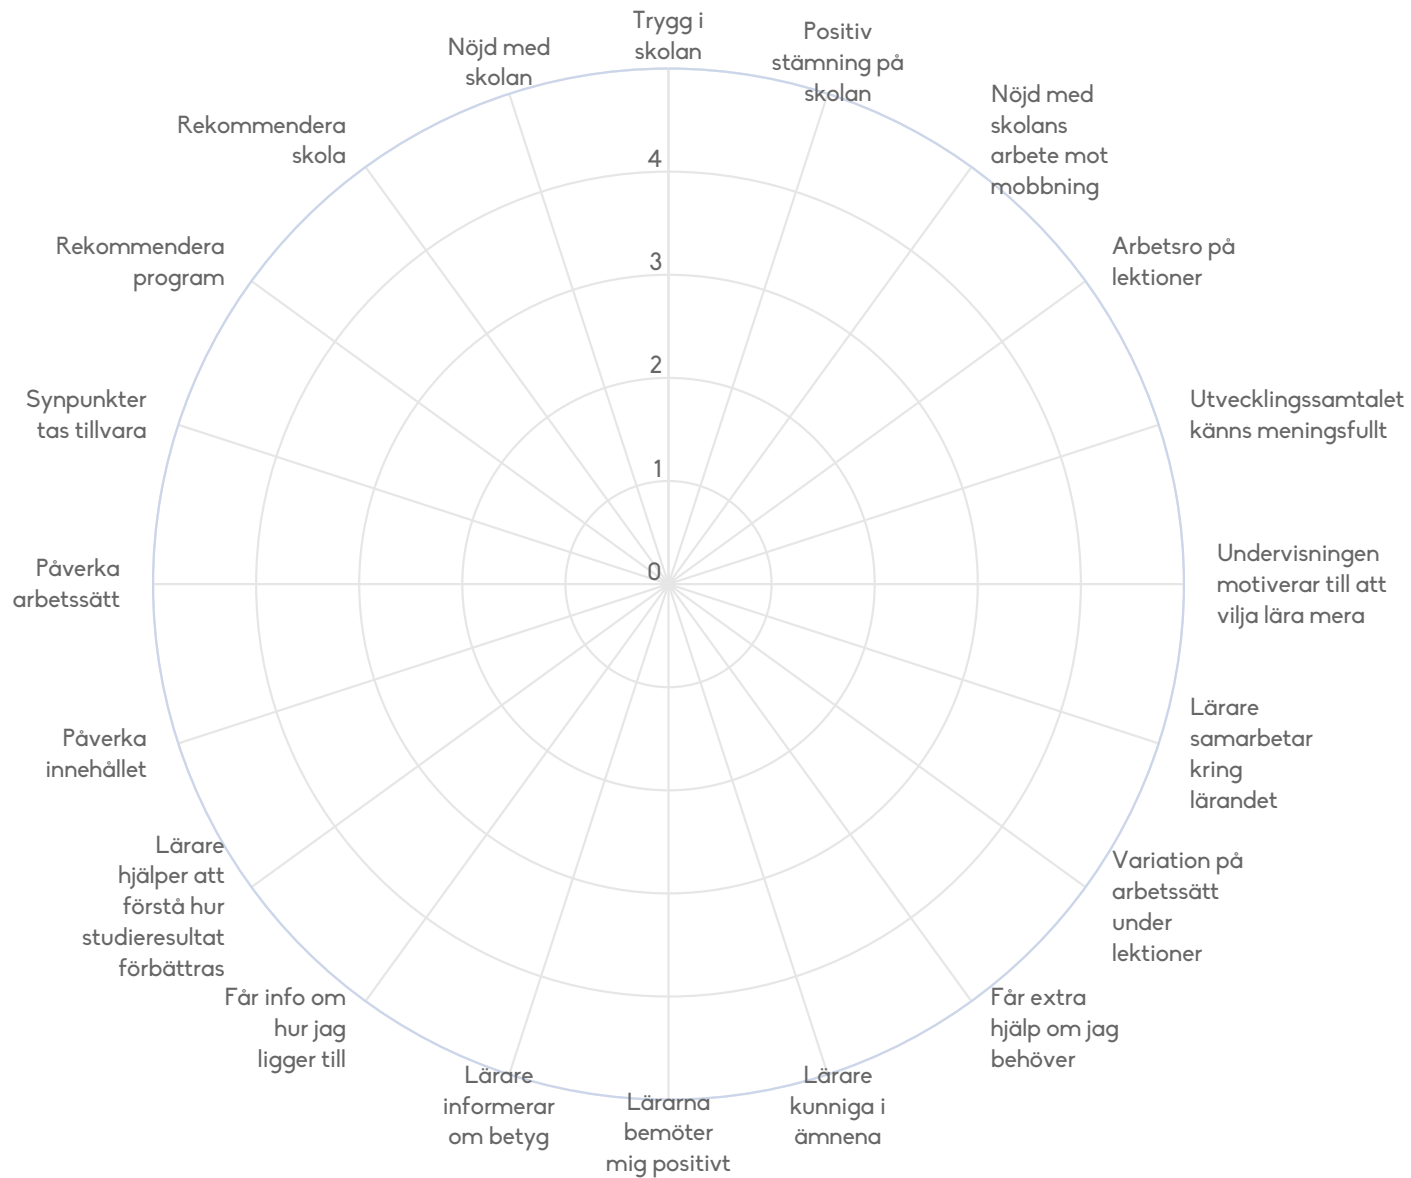 Trygg i
skolan
Positiv
stämning på
skolan
Nöjd med
skolans
arbete mot
mobbning
Arbetsro på
lektioner
Utvecklingssamtalet
känns meningsfullt
Undervisningen
motiverar till att
vilja lära mera
Lärare
samarbetar
kring
lärandet
Variation på
arbetssätt
under
lektioner
Får extra
hjälp om jag
behöver
Lärare
kunniga i
ämnena
Lärarna
bemöter
mig positivt
Lärare
informerar
om betyg
Får info om
hur jag
ligger till
Lärare
hjälper att
förstå hur
studieresultat
förbättras
Påverka
innehållet
Påverka
arbetssätt
Synpunkter
tas tillvara
Rekommendera
program
Rekommendera
skola
Nöjd med
skolan
4
3
2
1
0